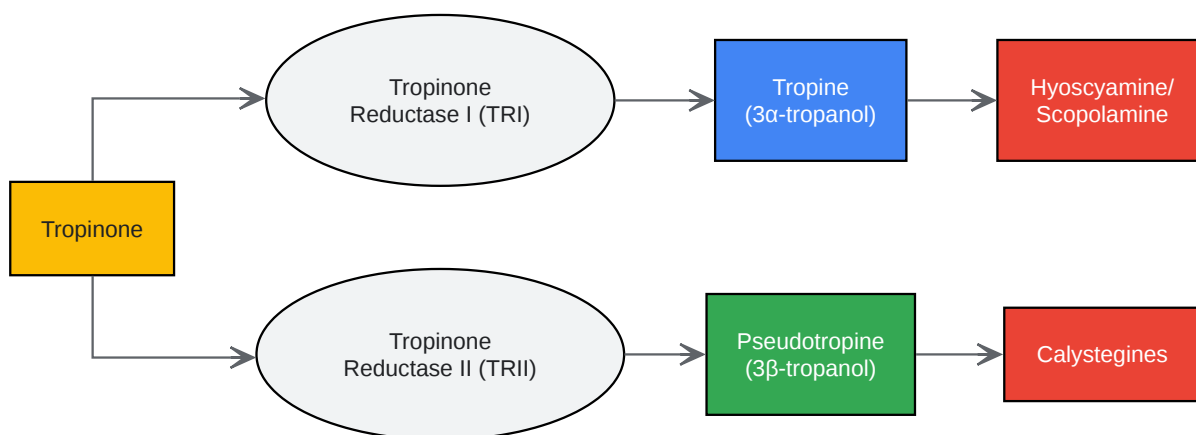 Tropinone
Tropinone
Reductase I (TRI)
Tropine
(3α-tropanol)
Hyoscyamine/
Scopolamine
Tropinone
Reductase II (TRII)
Pseudotropine
(3β-tropanol)
Calystegines